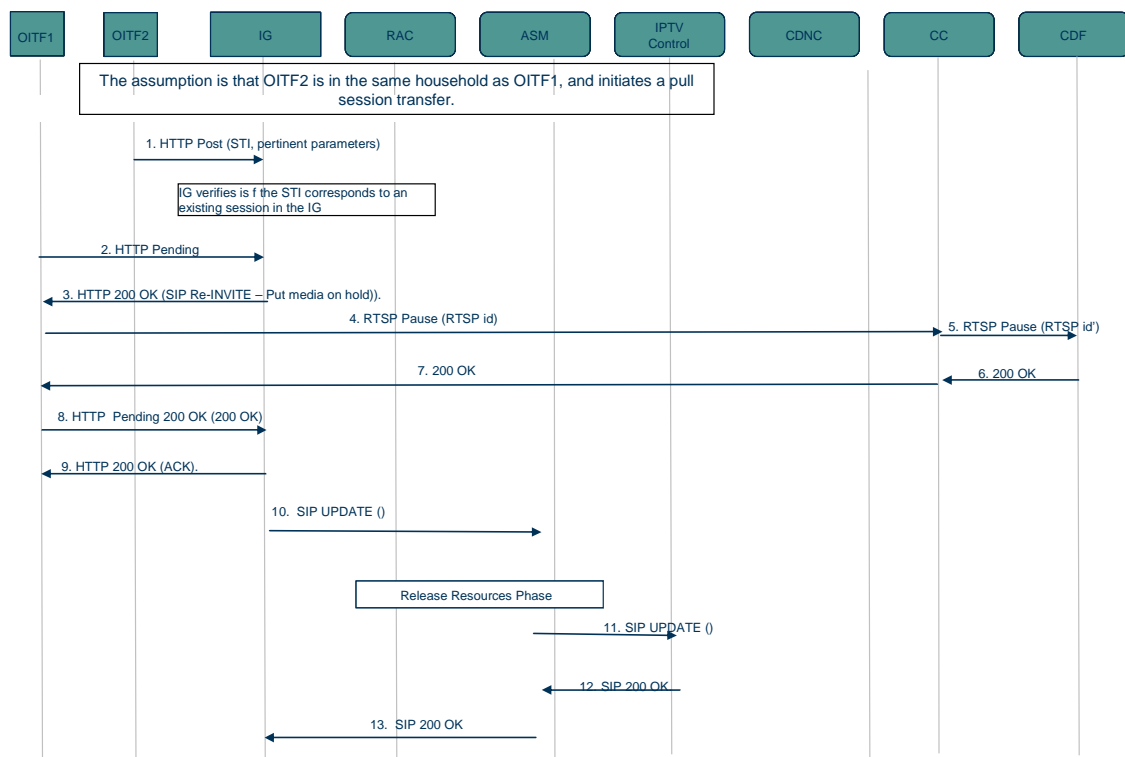 OITF1
OITF2
IG
RAC
ASM
IPTV
Control
CDNC
CC
CDF
The assumption is that OITF2 is in the same household as OITF1, and initiates a pull
session transfer.
1. HTTP Post (STI, pertinent parameters)
IG verifies is f the STI corresponds to an
existing session in the IG
2. HTTP Pending
3. HTTP 200 OK (SIP Re-INVITE – Put media on hold)).
4. RTSP Pause (RTSP id)
5. RTSP Pause (RTSP id’)
7. 200 OK
6. 200 OK
8. HTTP Pending 200 OK (200 OK)
9. HTTP 200 OK (ACK).
10. SIP UPDATE ()
Release Resources Phase
11. SIP UPDATE ()
12. SIP 200 OK
13. SIP 200 OK